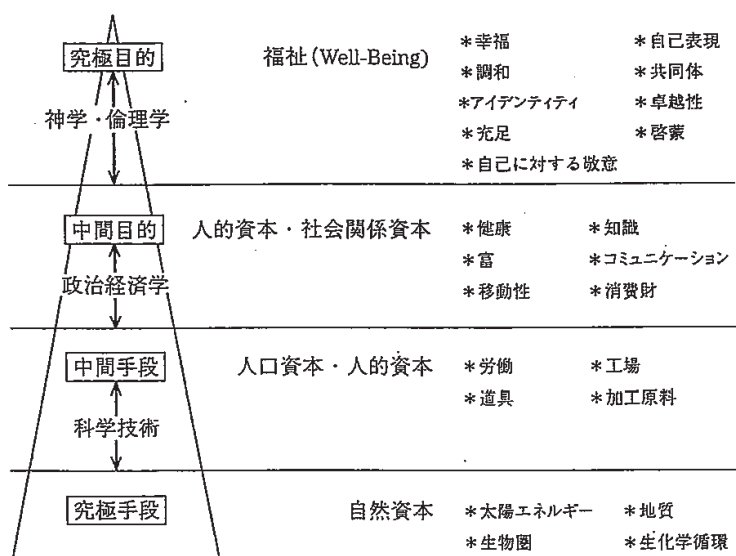 究極目的
神学・倫理学
福祉(Well-Being)
*幸福 *自己表現
*調和 *共同体
*アイデンティティ *卓越性
*充足 *啓蒙
*自己に対する敬意
中間目的
政治経済学
人的資本・社会関係資本
*健康 *知識
*富 *コミュニケーション
*移動性 *消費財
中間手段
科学技術
人口資本・人的資本
*労働 *工場
*道具 *加工原料
究極手段
自然資本
*太陽エネルギー *地質
*生物圏 *生化学循環